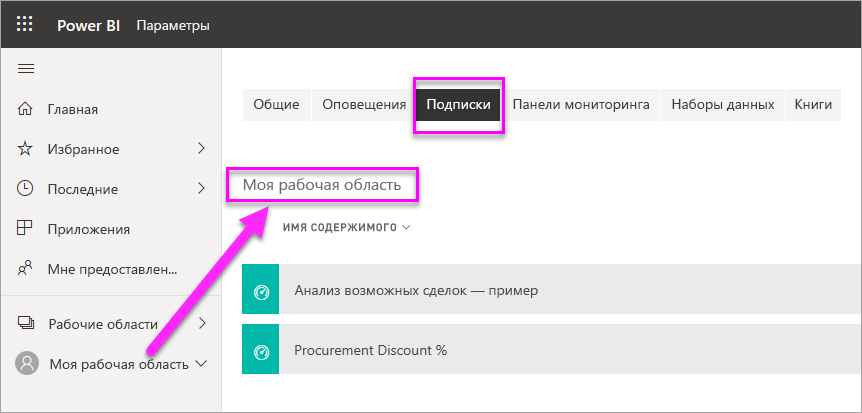 Power BI Параметры
Главная
Избранное
Последние
Приложения
Мне предоставлен...
Рабочие области
Моя рабочая область
Общие Оповещения Подписки Панели мониторинга Наборы данных Книги
Моя рабочая область
ИМЯ СОДЕРЖИМОГО
Анализ возможных сделок — пример
Procurement Discount %